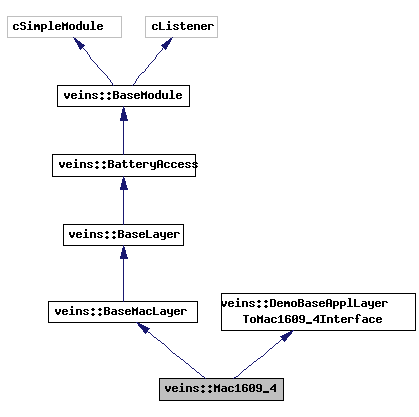 cSimpleModule
cListener
veins::BaseModule
veins::BatteryAccess
veins::BaseLayer
veins::BaseMacLayer
veins::DemoBaseApplLayer
ToMac1609_4Interface
veins::Mac1609_4